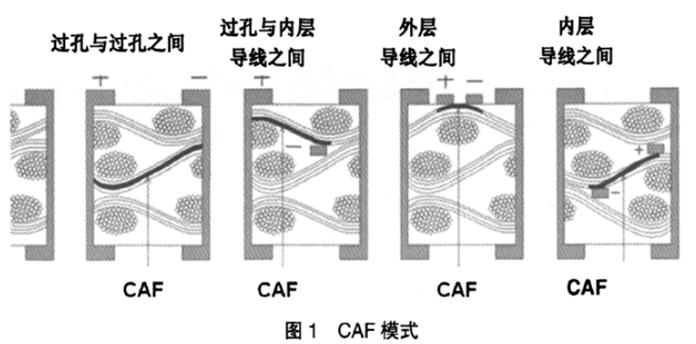 过孔与过孔之间
过孔与内层
导线之间
外层
导线之间
内层
导线之间
+ −
+
−
+ −
+
−
CAF
CAF
CAF
CAF
图1 CAF 模式